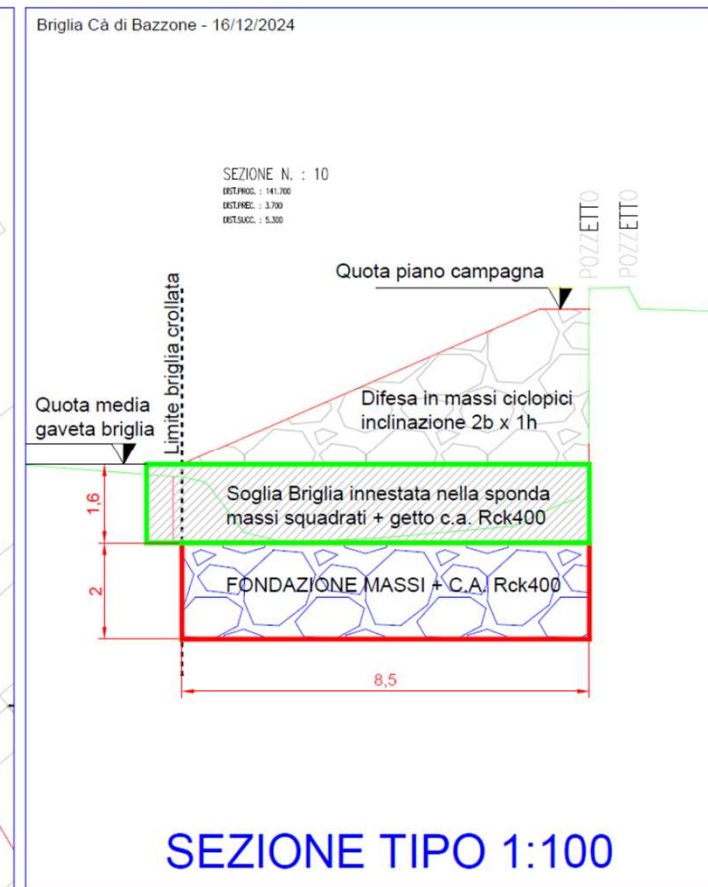 Briglia Cà di Bazzone - 16/12/2024
SEZIONE N. : 10
DIST.PROG. : 141.700
DIST.PREC. : 3.700
DIST.SUCC. : 5.300
POZZETTO
POZZETTO
Quota piano campagna
Limite briglia crollata
Difesa in massi ciclopici
inclinazione 2b x 1h
Quota media
gaveta briglia
1,6
Soglia Briglia innestata nella sponda
massi squadrati + getto c.a. Rck400
2
FONDAZIONE MASSI + C.A. Rck400
8,5
SEZIONE TIPO 1:100